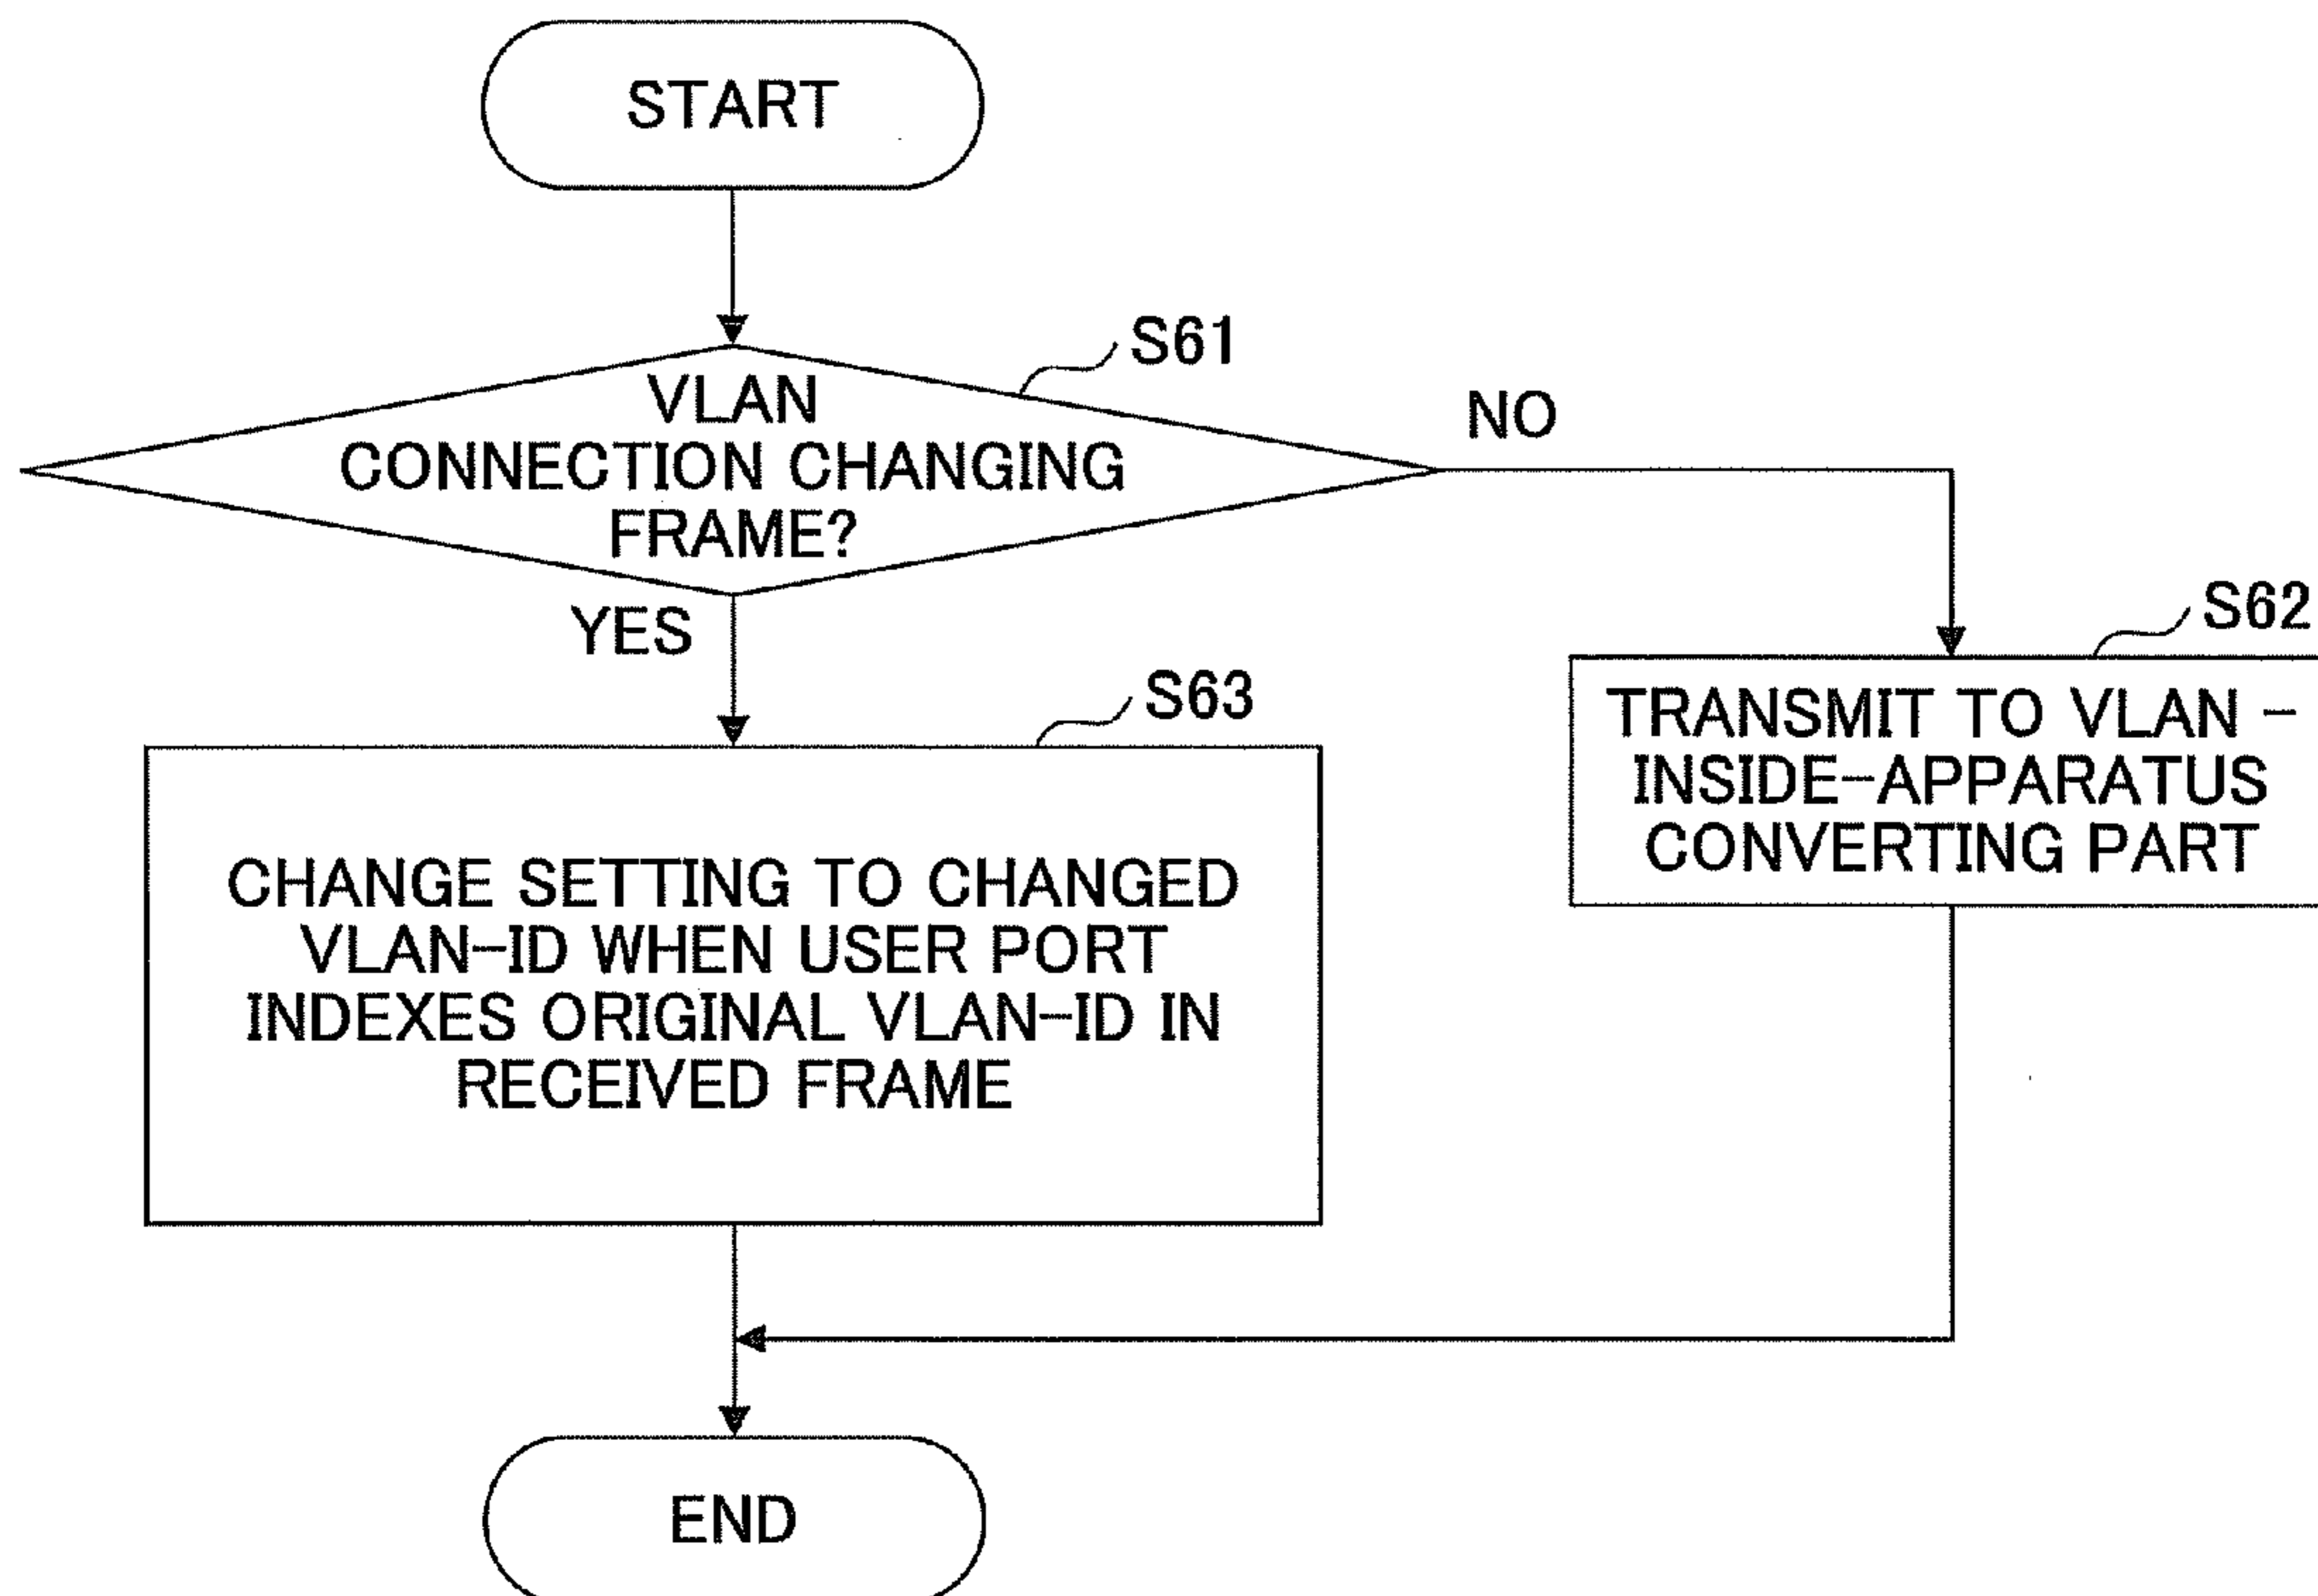 START
S61
VLAN
CONNECTION CHANGING
FRAME?
NO
YES
S62
TRANSMIT TO VLAN -
INSIDE-APPARATUS
CONVERTING PART
S63
CHANGE SETTING TO CHANGED
VLAN-ID WHEN USER PORT
INDEXES ORIGINAL VLAN-ID IN
RECEIVED FRAME
END